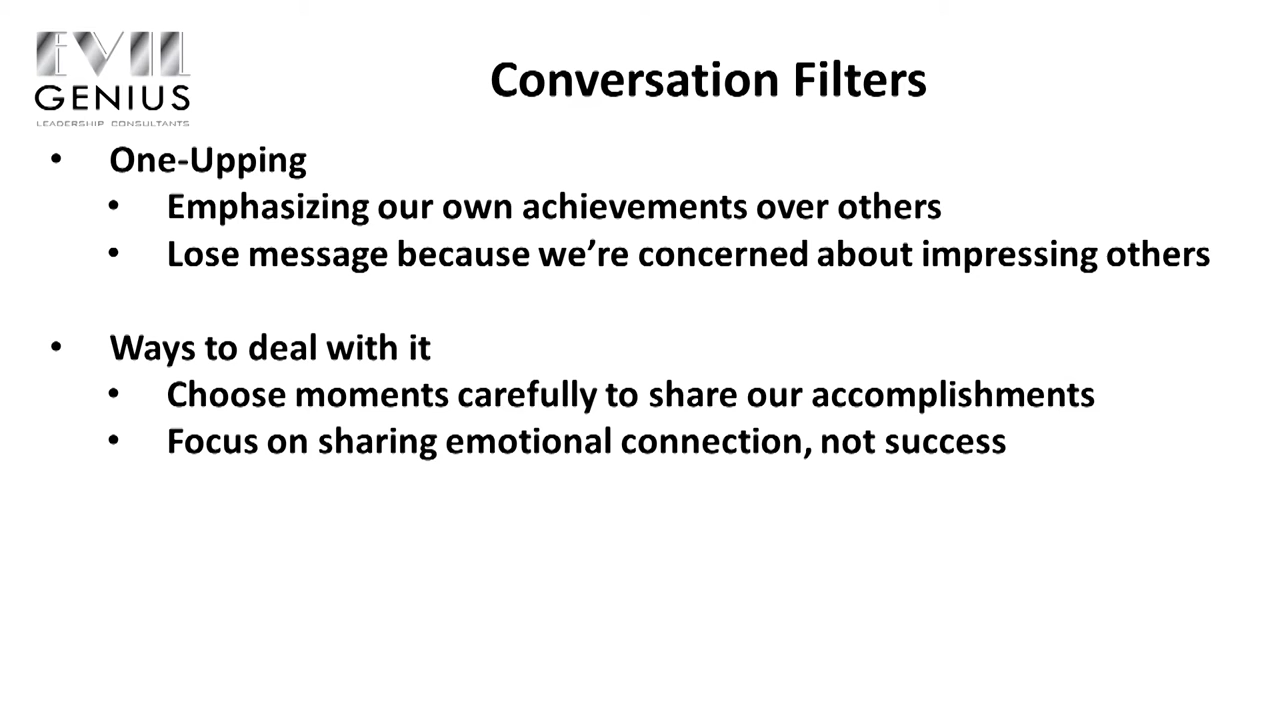 EVIL
GENIUS
LEADERSHIP CONSULTANTS
Conversation Filters
• One-Upping
• Emphasizing our own achievements over others
• Lose message because we’re concerned about impressing others
• Ways to deal with it
• Choose moments carefully to share our accomplishments
• Focus on sharing emotional connection, not success